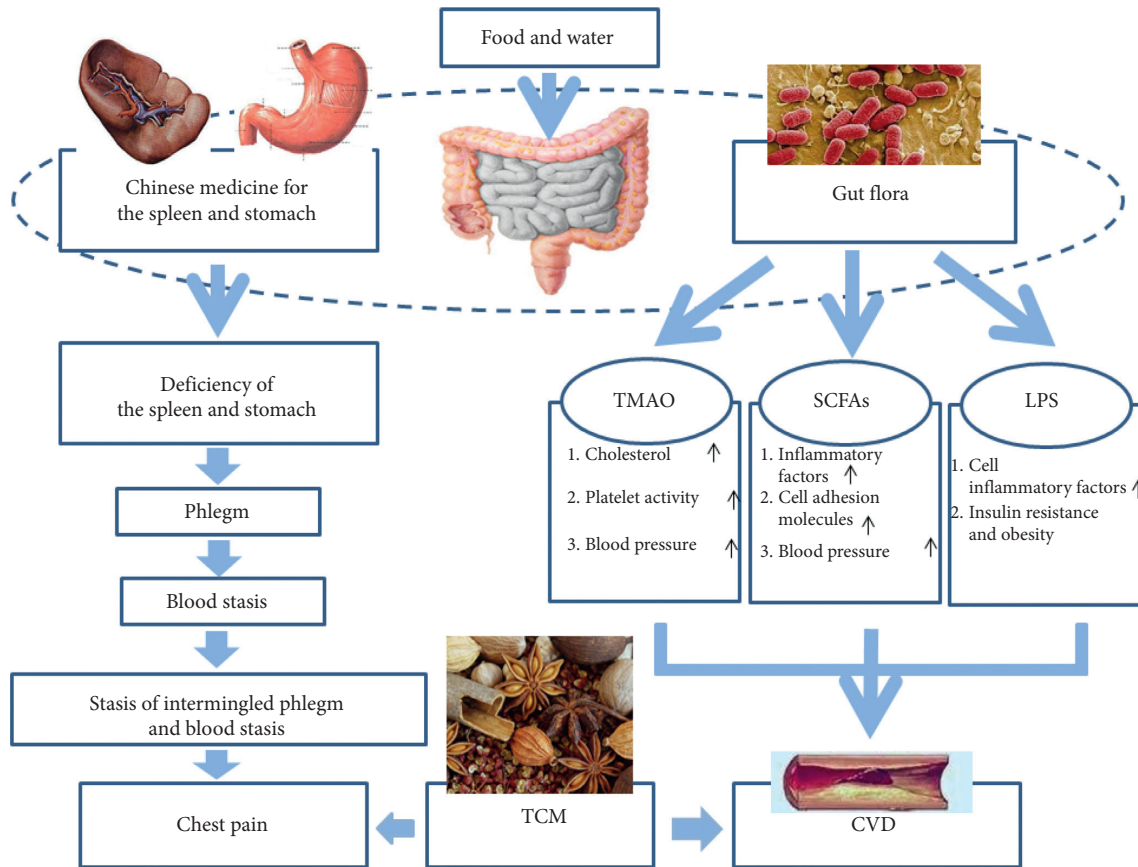 Food and water
Chinese medicine for
the spleen and stomach
Gut flora
Deficiency of
the spleen and stomach
Phlegm
Blood stasis
Stasis of intermingled phlegm
and blood stasis
Chest pain
TMAO
1. Cholesterol ↑
2. Platelet activity ↑
3. Blood pressure ↑
SCFAs
1. Inflammatory
factors ↑
2. Cell adhesion
molecules ↑
3. Blood pressure ↑
LPS
1. Cell
inflammatory factors ↑
2. Insulin resistance
and obesity
TCM
CVD